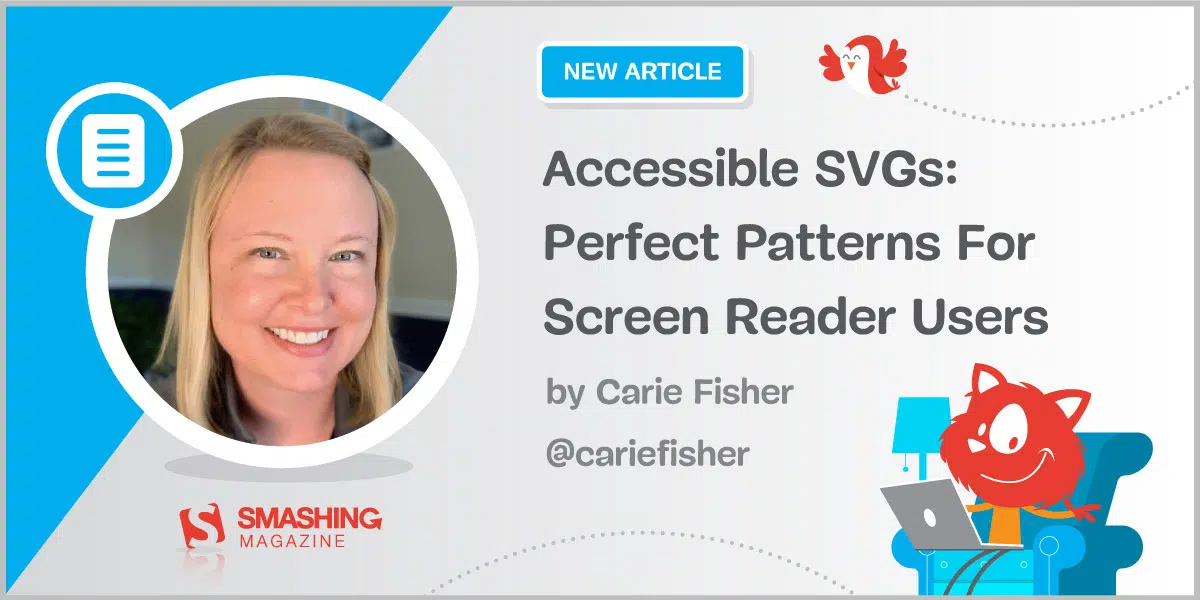 NEW ARTICLE
Accessible SVGs:
Perfect Patterns For
Screen Reader Users
by Carie Fisher
@cariefisher
SMASHING
MAGAZINE